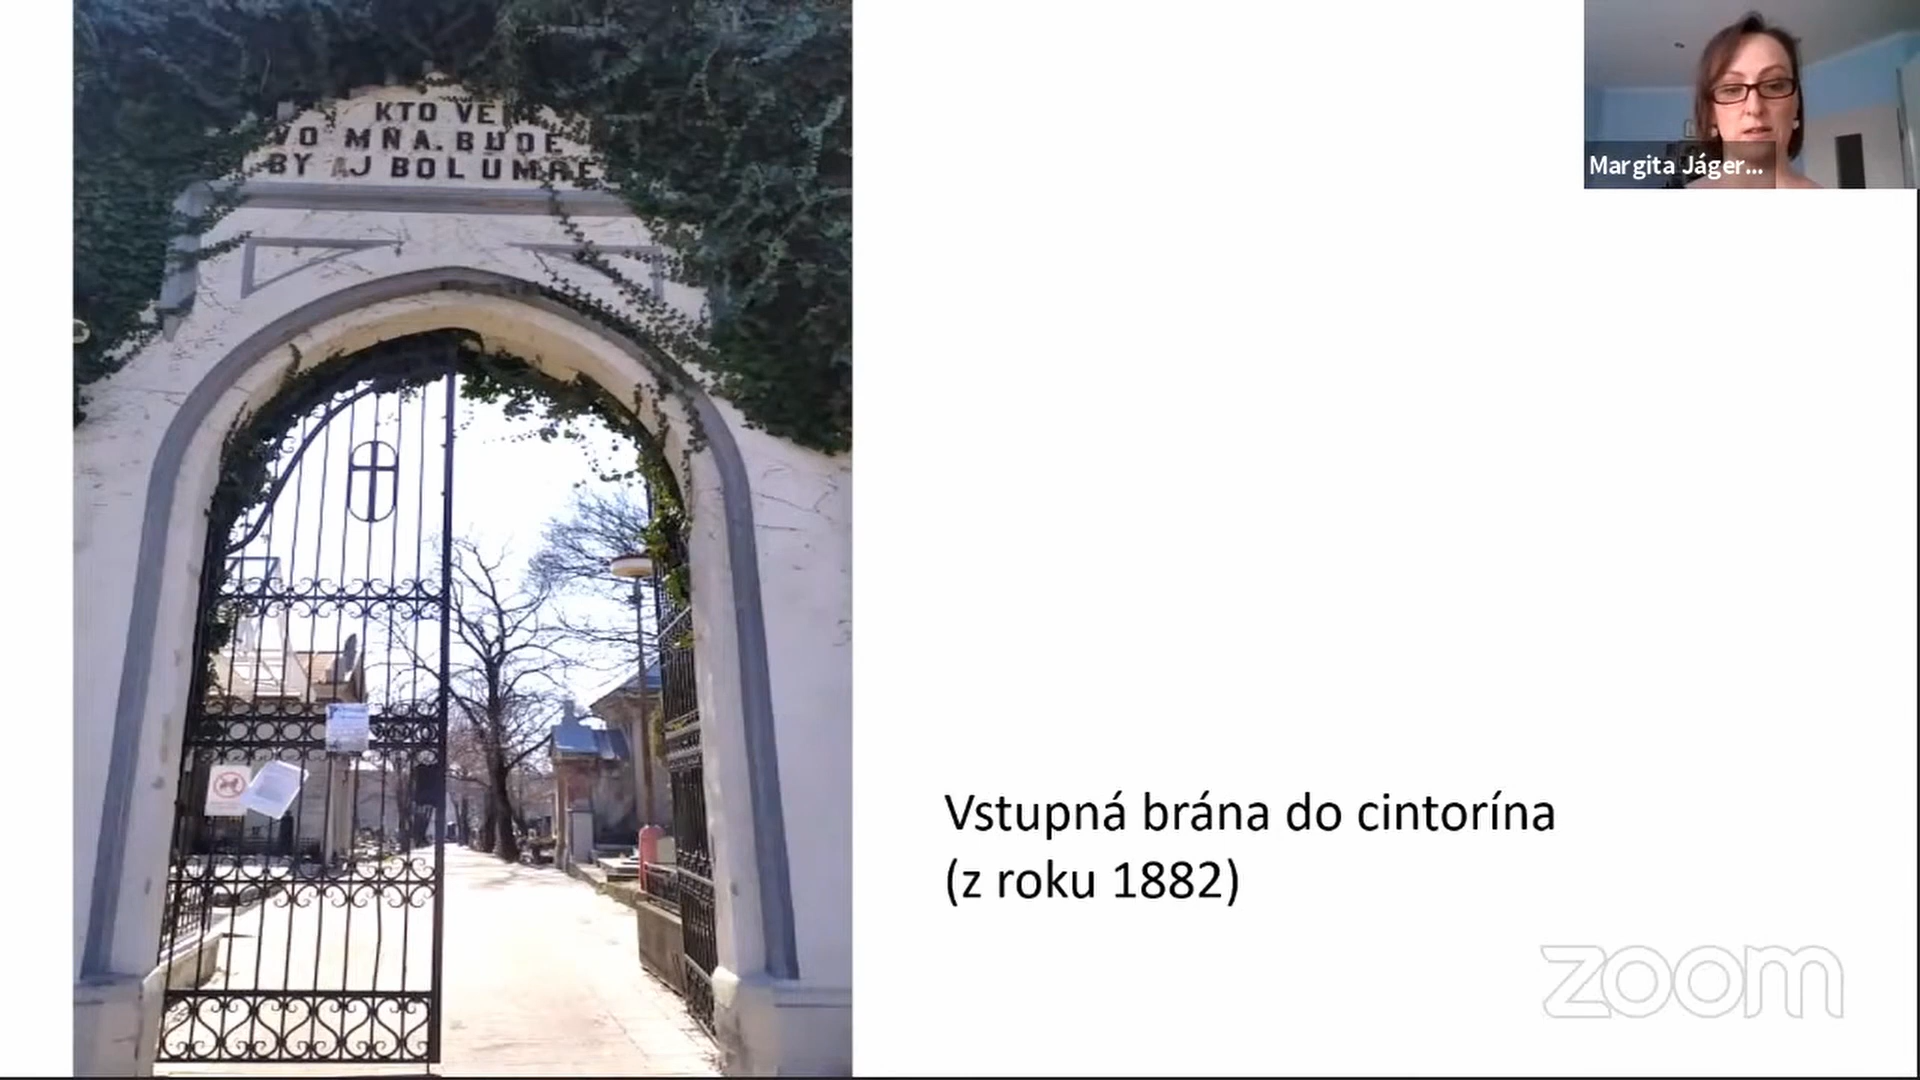 KTO VE
VO MŇA. BUDE
BY AJ BOL UMRE
Margita Jáger...
Vstupná brána do cintorína
(z roku 1882)
zoom